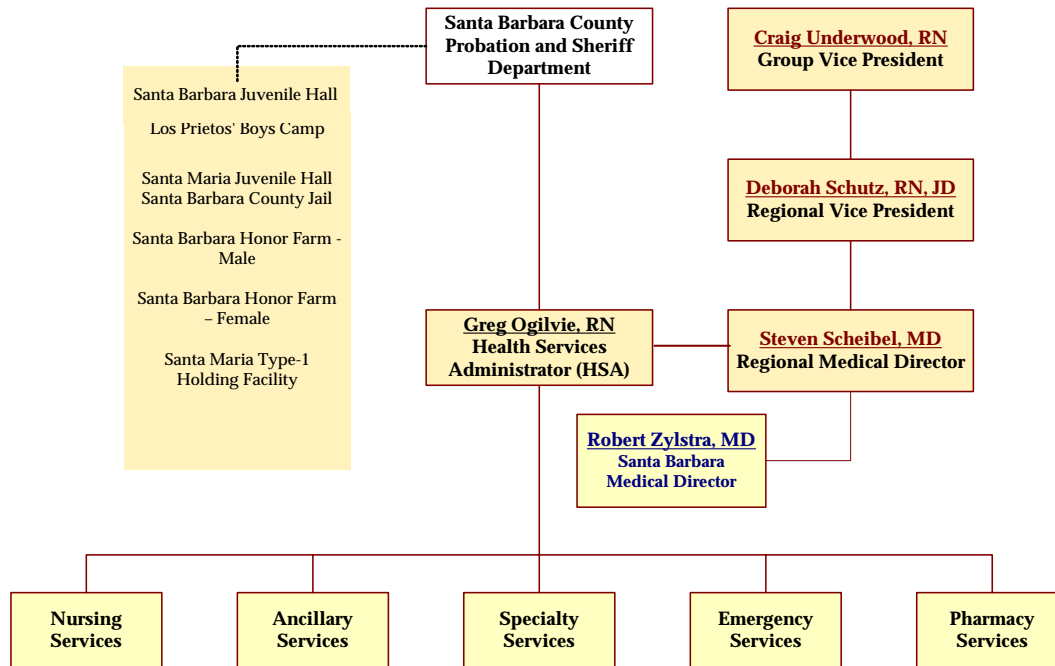 Santa Barbara County
Probation and Sheriff
Department
Craig Underwood, RN
Group Vice President
Santa Barbara Juvenile Hall
Los Prietos' Boys Camp
Santa Maria Juvenile Hall
Santa Barbara County Jail
Santa Barbara Honor Farm -
Male
Santa Barbara Honor Farm
– Female
Santa Maria Type-1
Holding Facility
Deborah Schutz, RN, JD
Regional Vice President
Greg Ogilvie, RN
Health Services
Administrator (HSA)
Steven Scheibel, MD
Regional Medical Director
Robert Zylstra, MD
Santa Barbara
Medical Director
Nursing
Services
Ancillary
Services
Specialty
Services
Emergency
Services
Pharmacy
Services